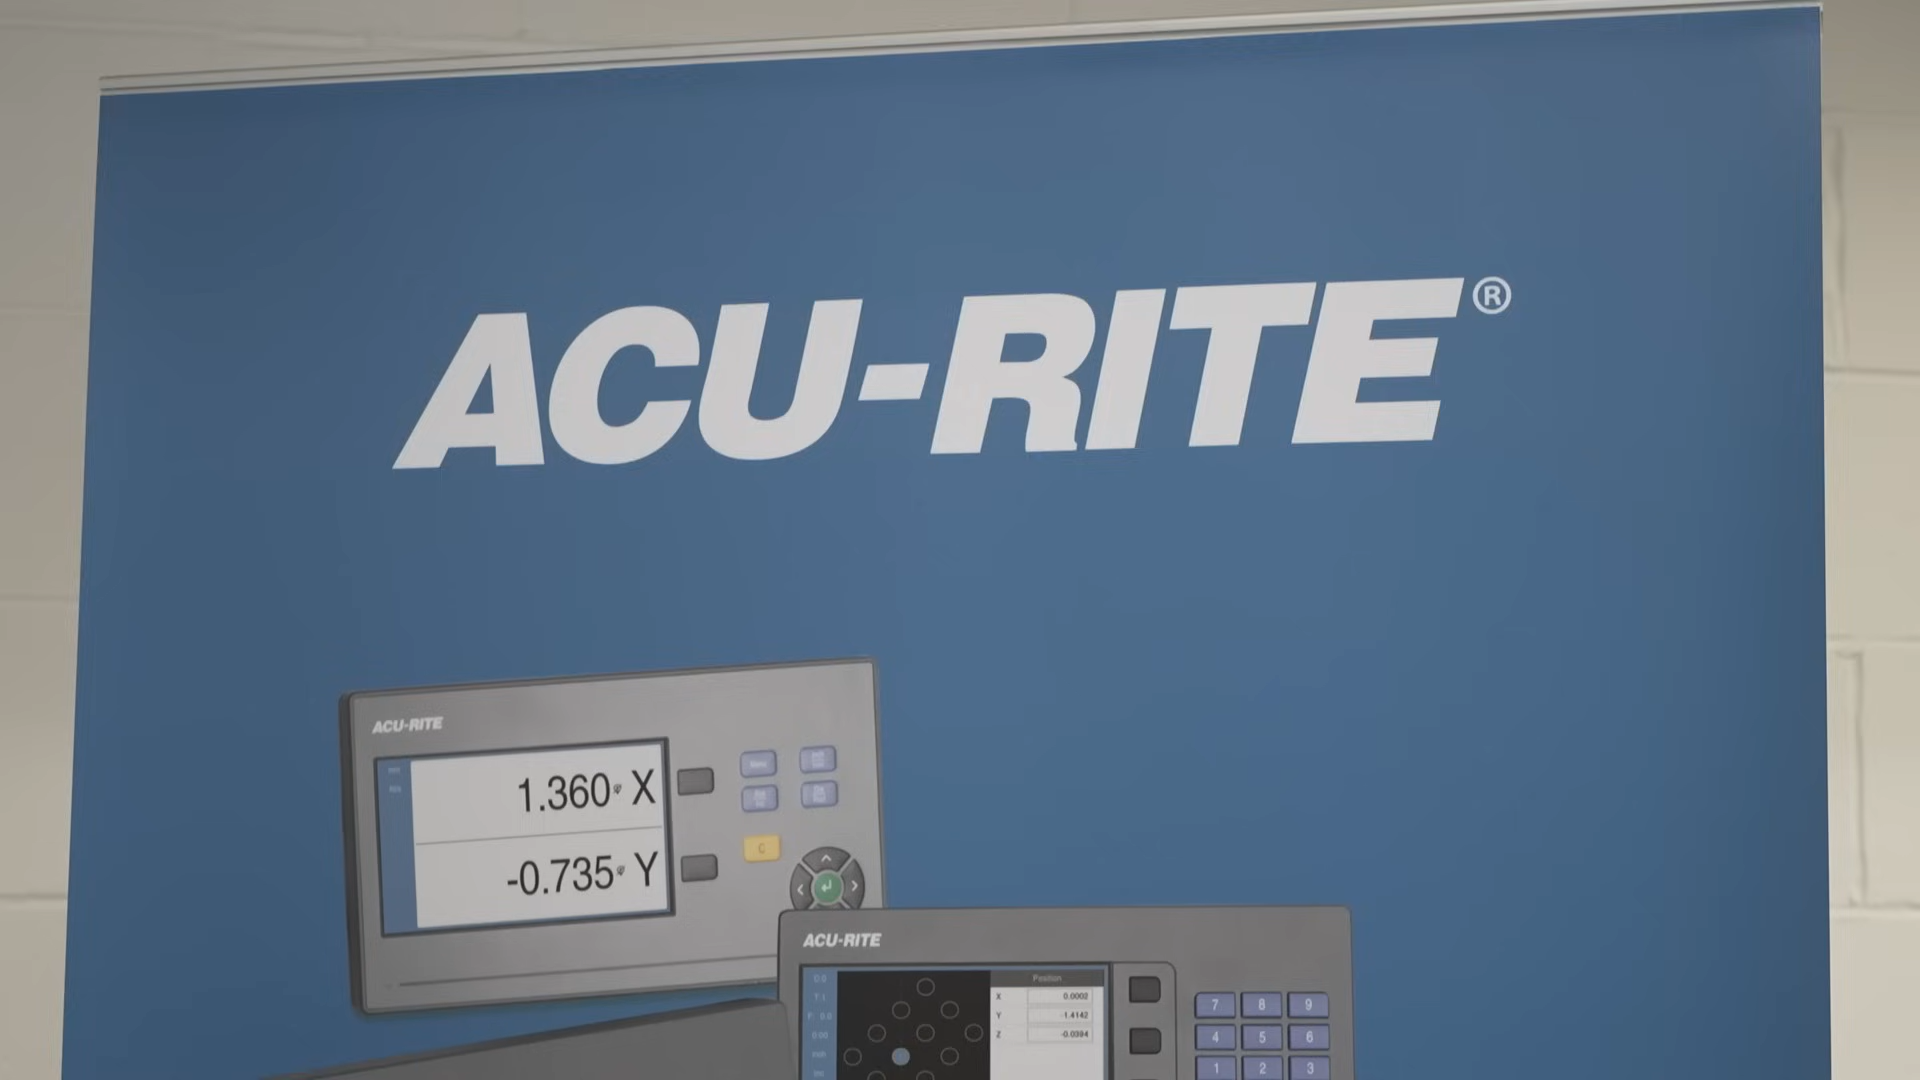 ACU-RITE®
ACU-RITE
1.360 X
-0.735 Y
Menu
C
ACU-RITE
Position
X 0.0002
Y -1.4142
Z -0.0394
7 8 9
4 5 6
1 2 3